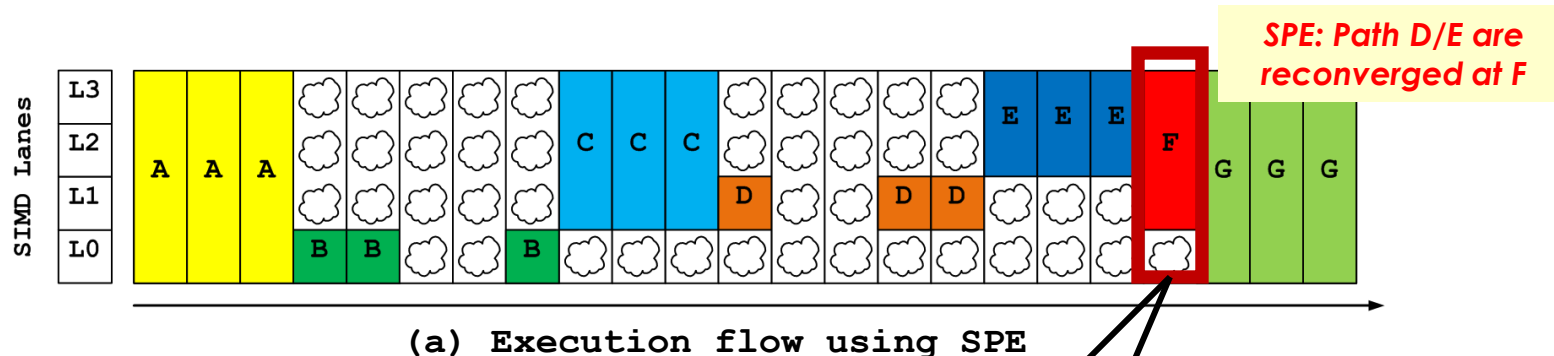 SPE: Path D/E are
reconverged at F
SIMD Lanes
L3
L2
L1
L0
A A A
B B B
C C C
D D D
E E E
F
G G G
(a) Execution flow using SPE